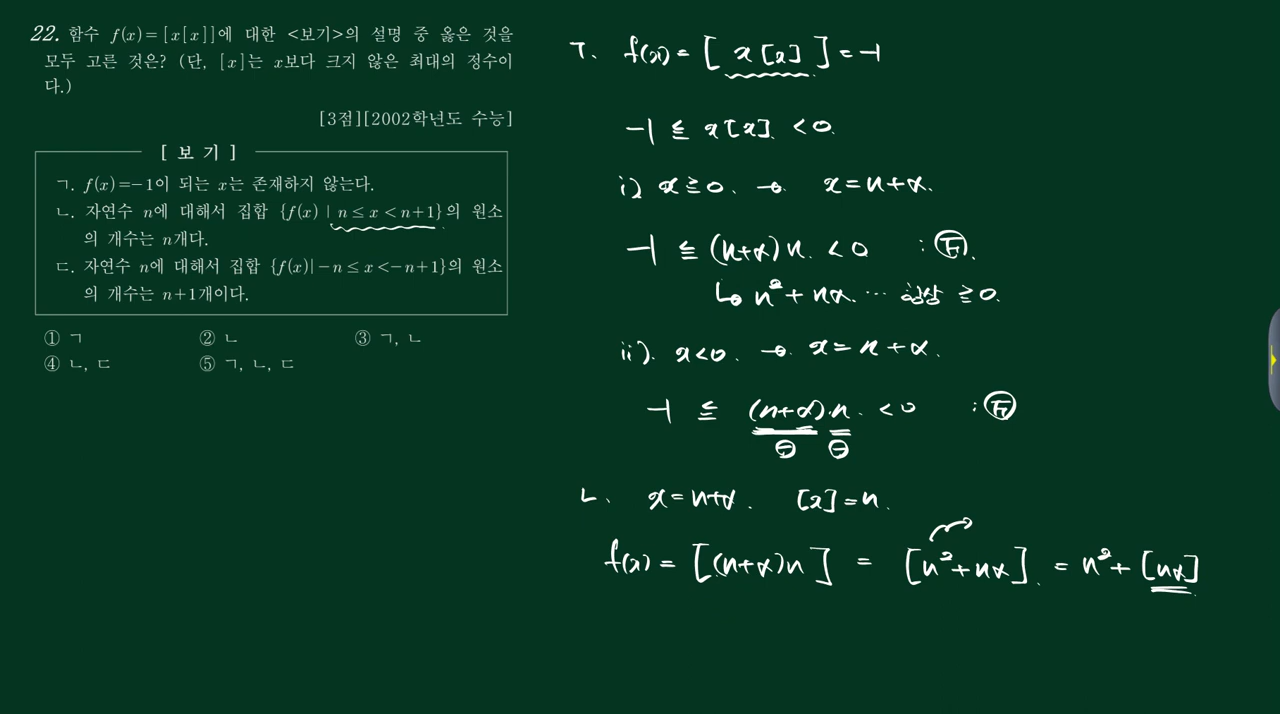 22. 함수 f(x)=[x[x]]에 대한 <보기>의 설명 중 옳은 것을
모두 고른 것은? (단, [x]는 x보다 크지 않은 최대의 정수이
다.)
[3점][2002학년도 수능]
[ 보 기 ]
ㄱ. f(x)=-1이 되는 x는 존재하지 않는다.
ㄴ. 자연수 n에 대해서 집합 {f(x) | n≤x<n+1}의 원소
의 개수는 n개다.
ㄷ. 자연수 n에 대해서 집합 {f(x)|-n≤x<-n+1}의 원소
의 개수는 n+1개이다.
① ㄱ ② ㄴ ③ ㄱ, ㄴ
④ ㄴ, ㄷ ⑤ ㄱ, ㄴ, ㄷ
ㄱ. f(x) = [ x[x] ] = -1
-1 ≦ x[x] < 0.
i) x ≧ 0. → x = n+α.
-1 ≦ (n+α)n. < 0 : F.
↳ n² + nα. … 항상 ≧ 0.
ii). x<0. → x = n + α.
-1 ≦ (n+α).n. < 0 : F
⊖ ⊖
ㄴ. x = n+α. [x] = n.
f(x) = [(n+α)n] = [n² + nα]. = n² + [nα]